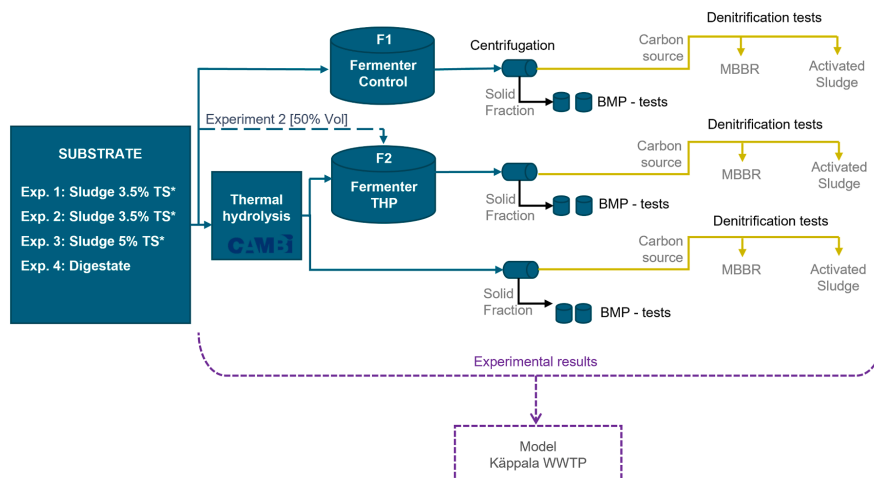 Denitrification tests
F1
Fermenter
Control
Centrifugation
Carbon
source
MBBR
Activated
Sludge
Solid
Fraction
BMP - tests
Experiment 2 [50% Vol]
SUBSTRATE
Exp. 1: Sludge 3.5% TS*
Exp. 2: Sludge 3.5% TS*
Exp. 3: Sludge 5% TS*
Exp. 4: Digestate
Thermal
hydrolysis
CAMBI
F2
Fermenter
THP
Denitrification tests
Carbon
source
MBBR
Activated
Sludge
Solid
Fraction
BMP - tests
Denitrification tests
Carbon
source
MBBR
Activated
Sludge
Solid
Fraction
BMP - tests
Experimental results
Model
Käppala WWTP